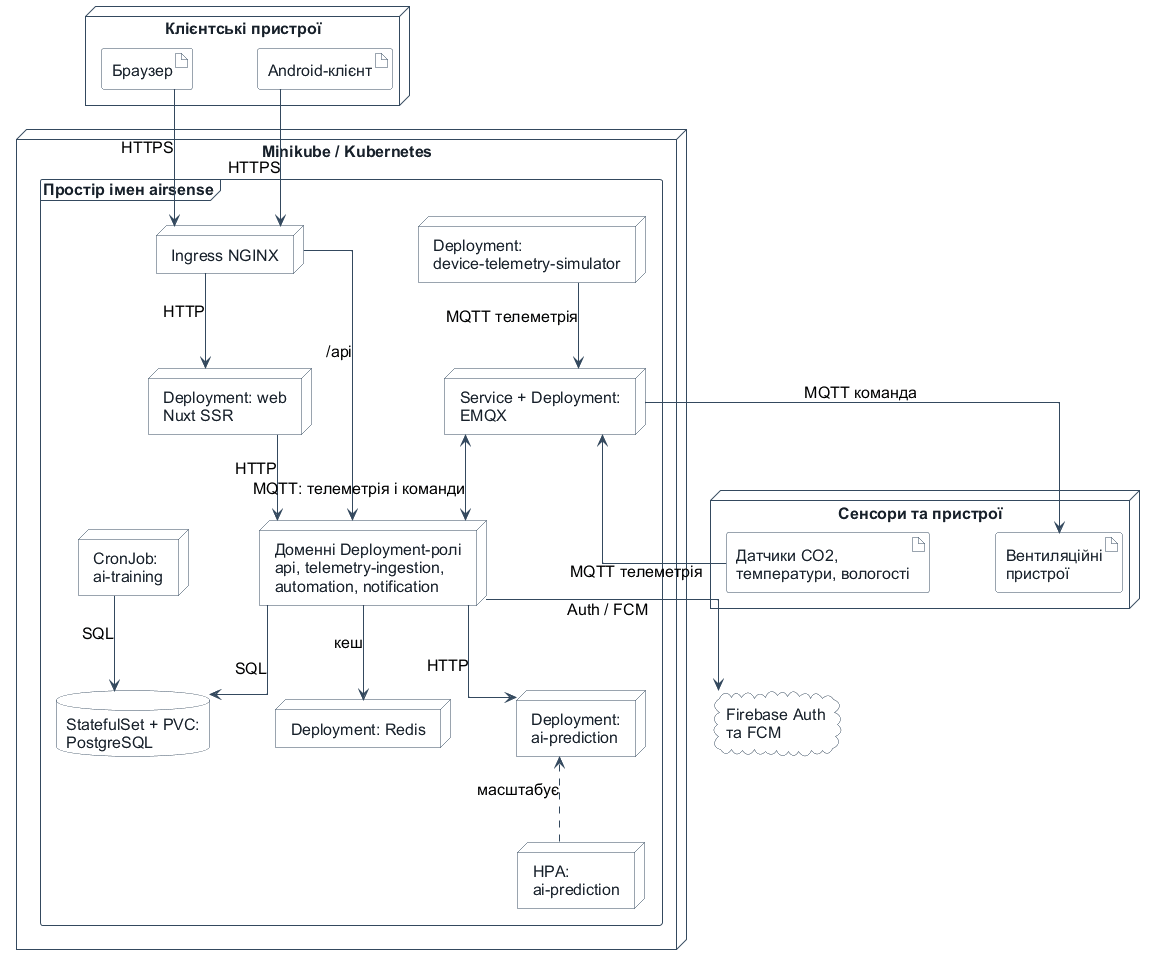 Клієнтські пристрої
Браузер
Android-клієнт
HTTPS
HTTPS
Minikube / Kubernetes
Простір імен airsense
Ingress NGINX
Deployment:
device-telemetry-simulator
HTTP
MQTT телеметрія
/api
Deployment: web
Nuxt SSR
Service + Deployment:
EMQX
MQTT команда
HTTP
MQTT: телеметрія і команди
Сенсори та пристрої
Датчики CO2,
температури, вологості
Вентиляційні
пристрої
MQTT телеметрія
CronJob:
ai-training
Доменні Deployment-ролі
api, telemetry-ingestion,
automation, notification
Auth / FCM
SQL
SQL
кеш
HTTP
StatefulSet + PVC:
PostgreSQL
Deployment: Redis
Deployment:
ai-prediction
Firebase Auth
та FCM
масштабує
HPA:
ai-prediction